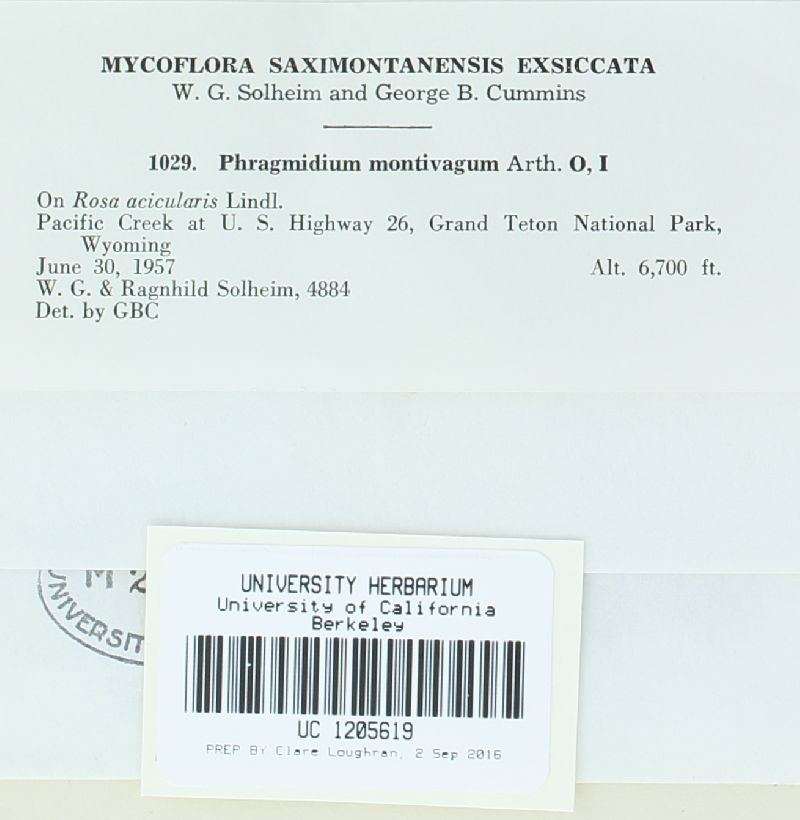 MYCOFLORA SAXIMONTANENSIS EXSICCATA
W. G. Solheim and George B. Cummins
1029. Phragmidium montivagum Arth. O, I
On Rosa acicularis Lindl.
Pacific Creek at U. S. Highway 26, Grand Teton National Park,
Wyoming
June 30, 1957 Alt. 6,700 ft.
W. G. & Ragnhild Solheim, 4884
Det. by GBC
M 2
UNIVERSIT
UNIVERSITY HERBARIUM
University of California
Berkeley
UC 1205619
PREP BY Clare Loughran, 2 Sep 2016